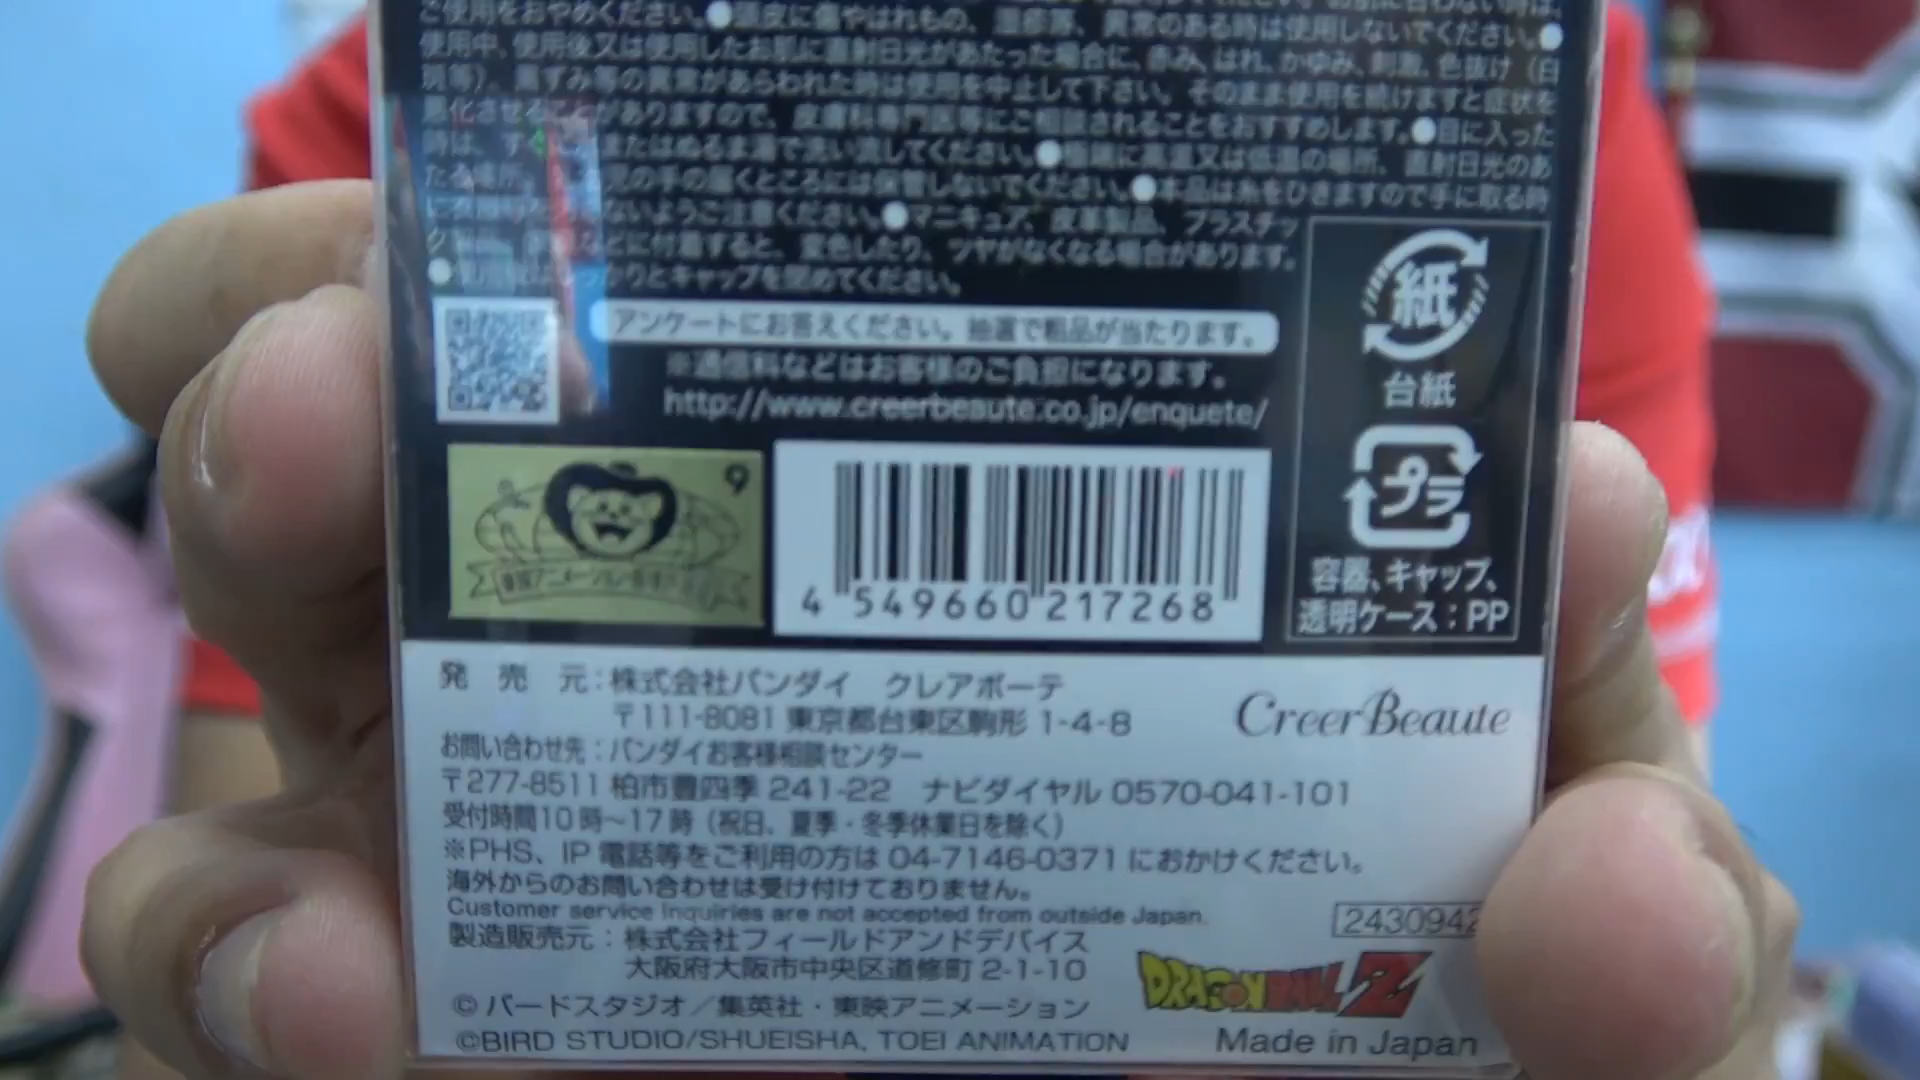 ご使用をおやめください。●頭皮に傷やはれもの、湿疹等、異常のある時は使用しないでください。●
使用中、使用後又は使用したお肌に直射日光があたった場合に、赤み、はれ、かゆみ、刺激、色抜け（白
斑等）、黒ずみ等の異常があらわれた時は使用を中止して下さい。そのまま使用を続けますと症状を
悪化させることがありますので、皮膚科専門医等にご相談されることをおすすめします。●目に入った
時は、す またはぬるま湯で洗い流してください。●極端に高温又は低温の場所、直射日光のあ
たる場所、 児の手の届くところには保管しないでください。●本品は糸をひきますので手に取る時
ないようご注意ください。●マニキュア、皮革製品、プラスチッ
ク などに付着すると、変色したり、ツヤがなくなる場合があります。
● かりとキャップを閉めてください。
アンケートにお答えください。抽選で粗品が当たります。
※通信料などはお客様のご負担になります。
http://www.creerbeaute.co.jp/enquete/
紙
台紙
プラ
容器、キャップ、
透明ケース：PP
9
4 549660 217268
発売元：株式会社バンダイ クレアボーテ
〒111-8081 東京都台東区駒形 1-4-8
CreerBeaute
お問い合わせ先：バンダイお客様相談センター
〒277-8511 柏市豊四季 241-22 ナビダイヤル 0570-041-101
受付時間10時～17時（祝日、夏季・冬季休業日を除く）
※PHS、IP 電話等をご利用の方は 04-7146-0371 におかけください。
海外からのお問い合わせは受け付けておりません。
Customer service inquiries are not accepted from outside Japan.
2430942
製造販売元：株式会社フィールドアンドデバイス
大阪府大阪市中央区道修町 2-1-10
DRAGON BALL Z
©バードスタジオ／集英社・東映アニメーション
©BIRD STUDIO/SHUEISHA, TOEI ANIMATION
Made in Japan